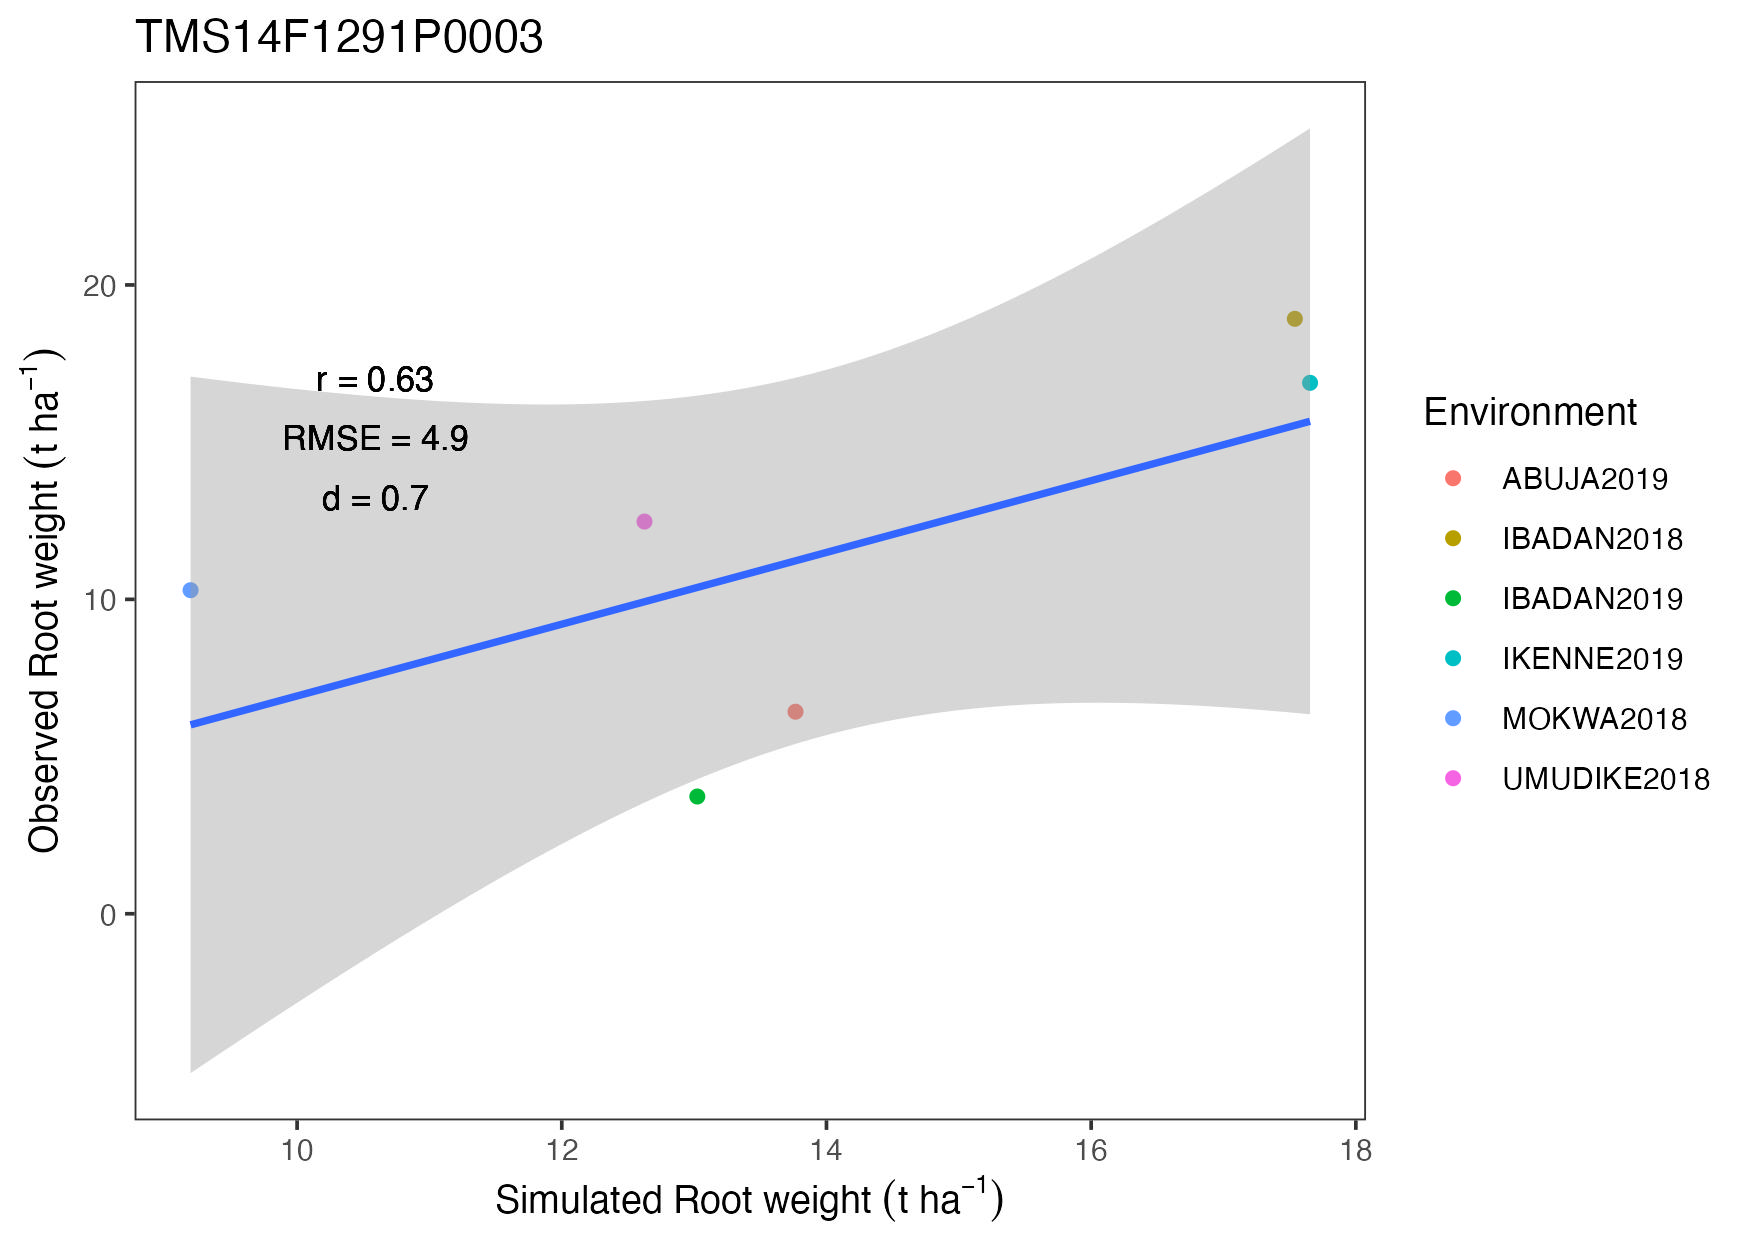 TMS14F1291P0003
Observed Root weight (t ha⁻¹)
20
10
0
r = 0.63
RMSE = 4.9
d = 0.7
10 12 14 16 18
Simulated Root weight (t ha⁻¹)
Environment
ABUJA2019
IBADAN2018
IBADAN2019
IKENNE2019
MOKWA2018
UMUDIKE2018